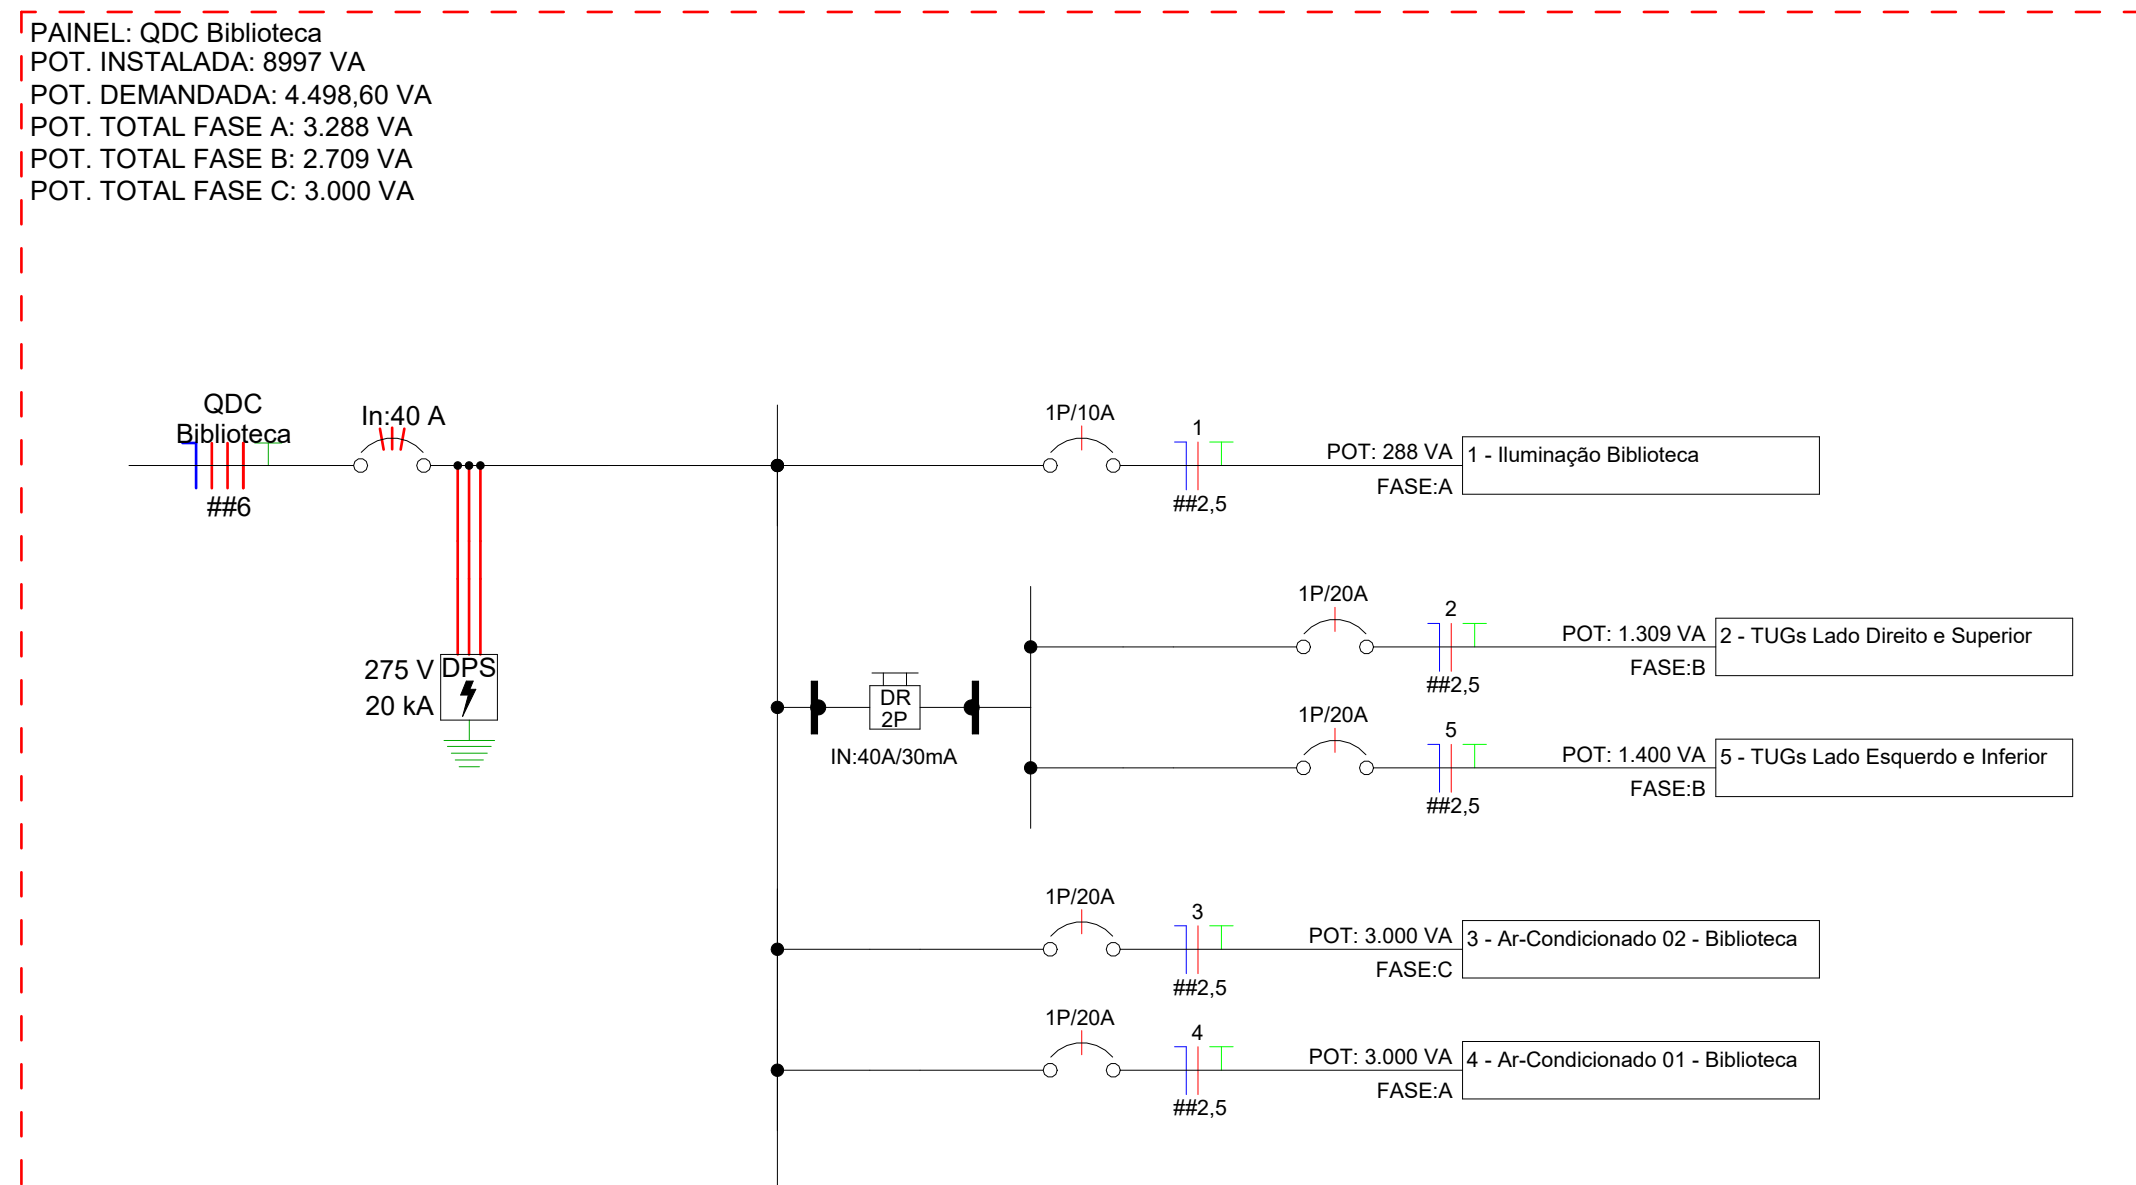 PAINEL: QDC Biblioteca
POT. INSTALADA: 8997 VA
POT. DEMANDADA: 4.498,60 VA
POT. TOTAL FASE A: 3.288 VA
POT. TOTAL FASE B: 2.709 VA
POT. TOTAL FASE C: 3.000 VA
QDC
Biblioteca
##6
In:40 A
275 V
20 kA
DPS
1P/10A
1
##2,5
POT: 288 VA
FASE:A
1 - Iluminação Biblioteca
DR
2P
IN:40A/30mA
1P/20A
2
##2,5
POT: 1.309 VA
FASE:B
2 - TUGs Lado Direito e Superior
1P/20A
5
##2,5
POT: 1.400 VA
FASE:B
5 - TUGs Lado Esquerdo e Inferior
1P/20A
3
##2,5
POT: 3.000 VA
FASE:C
3 - Ar-Condicionado 02 - Biblioteca
1P/20A
4
##2,5
POT: 3.000 VA
FASE:A
4 - Ar-Condicionado 01 - Biblioteca